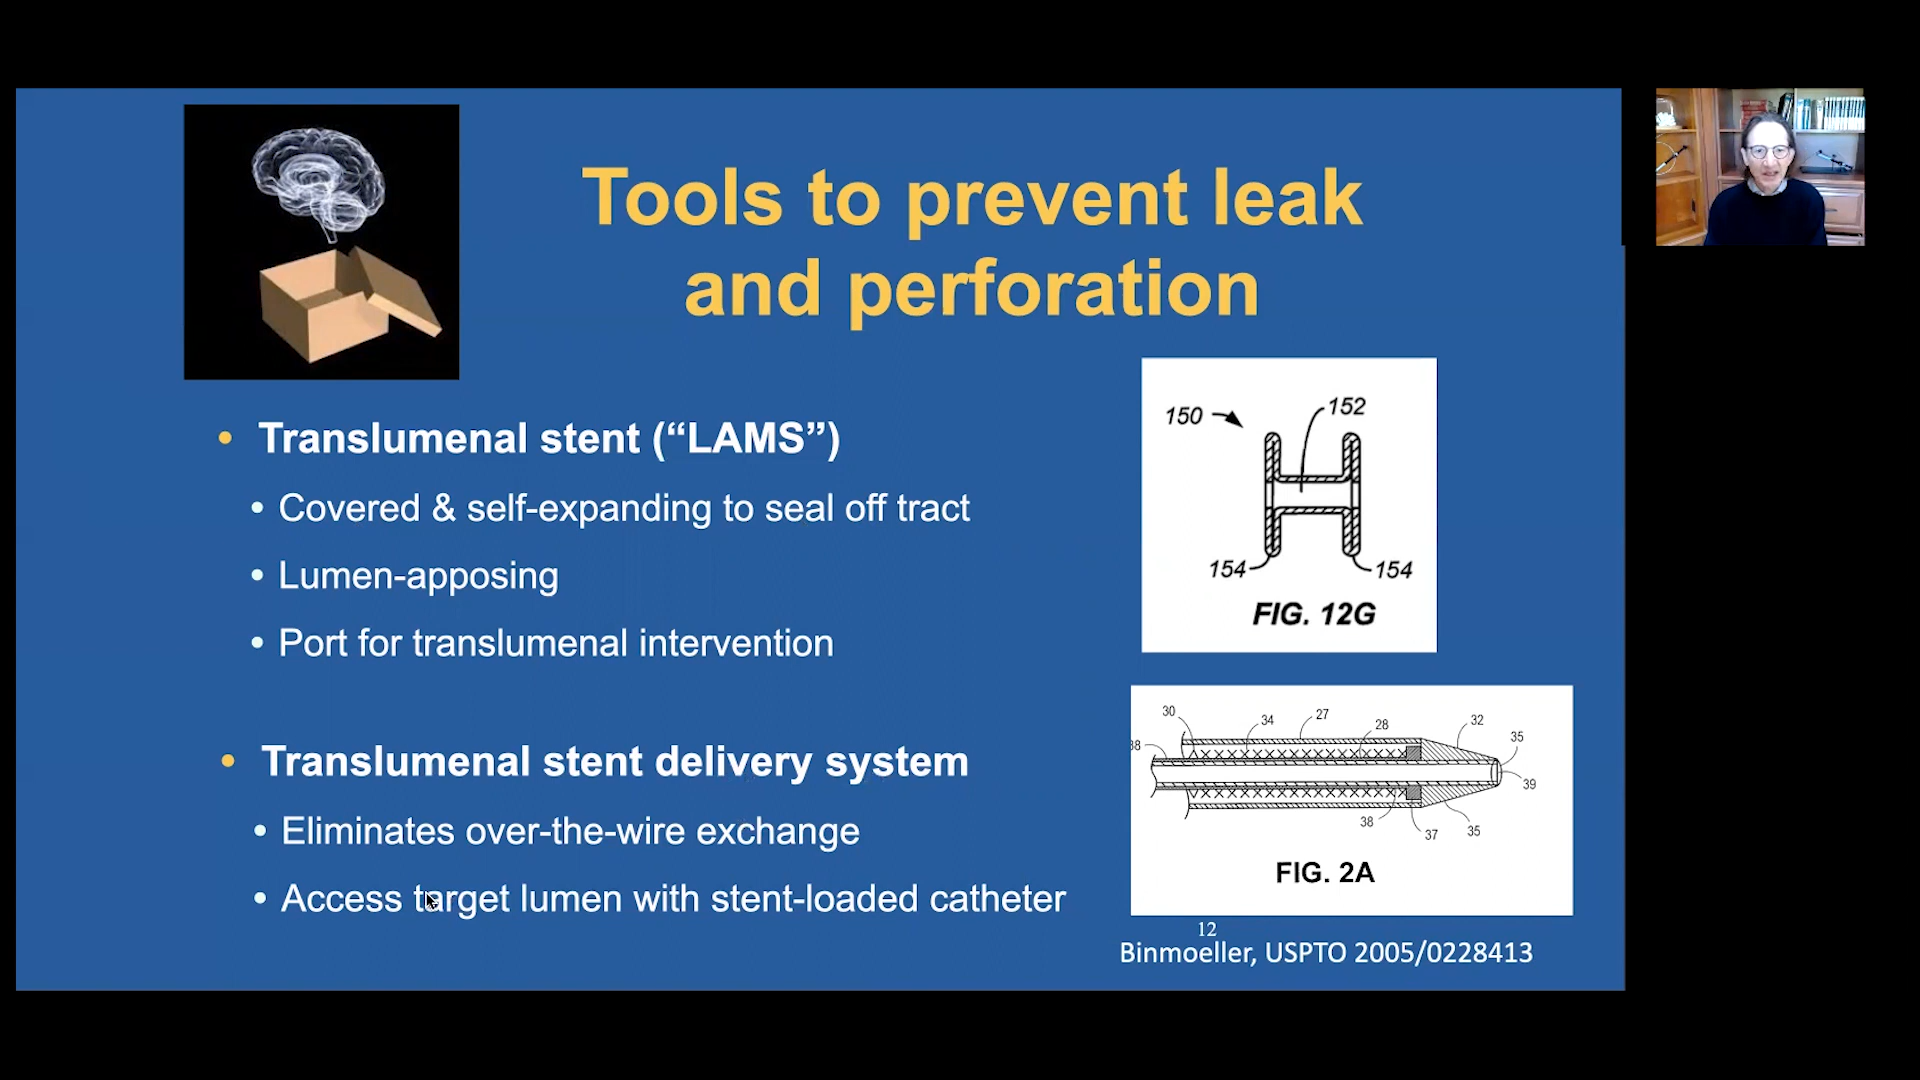 Tools to prevent leak
and perforation
• Translumenal stent (“LAMS”)
• Covered & self-expanding to seal off tract
• Lumen-apposing
• Port for translumenal intervention
• Translumenal stent delivery system
• Eliminates over-the-wire exchange
• Access target lumen with stent-loaded catheter
150
152
154
154
FIG. 12G
30
34
27
28
32
35
38
39
38
37
35
FIG. 2A
12
Binmoeller, USPTO 2005/0228413